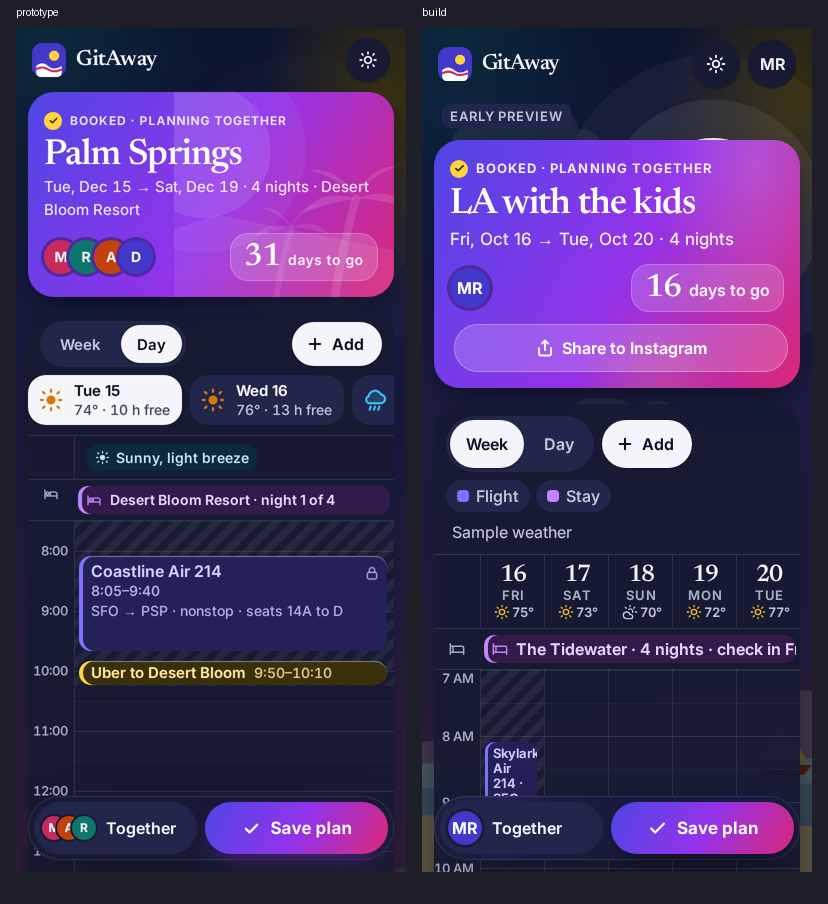 prototype
GitAway
BOOKED · PLANNING TOGETHER
Palm Springs
Tue, Dec 15 → Sat, Dec 19 · 4 nights · Desert
Bloom Resort
M R A D
31 days to go
Week Day
+ Add
Tue 15
74° · 10 h free
Wed 16
76° · 13 h free
Sunny, light breeze
Desert Bloom Resort · night 1 of 4
8:00
Coastline Air 214
8:05–9:40
9:00
SFO → PSP · nonstop · seats 14A to D
10:00
Uber to Desert Bloom 9:50–10:10
11:00
12:00
A R Together
Save plan
build
GitAway
MR
EARLY PREVIEW
BOOKED · PLANNING TOGETHER
LA with the kids
Fri, Oct 16 → Tue, Oct 20 · 4 nights
MR
16 days to go
Share to Instagram
Week Day
+ Add
Flight Stay
Sample weather
16 17 18 19 20
FRI SAT SUN MON TUE
75° 73° 70° 72° 77°
The Tidewater · 4 nights · check in F
7 AM
8 AM
Skylark
Air
214 ·
MR Together
Save plan
10 AM